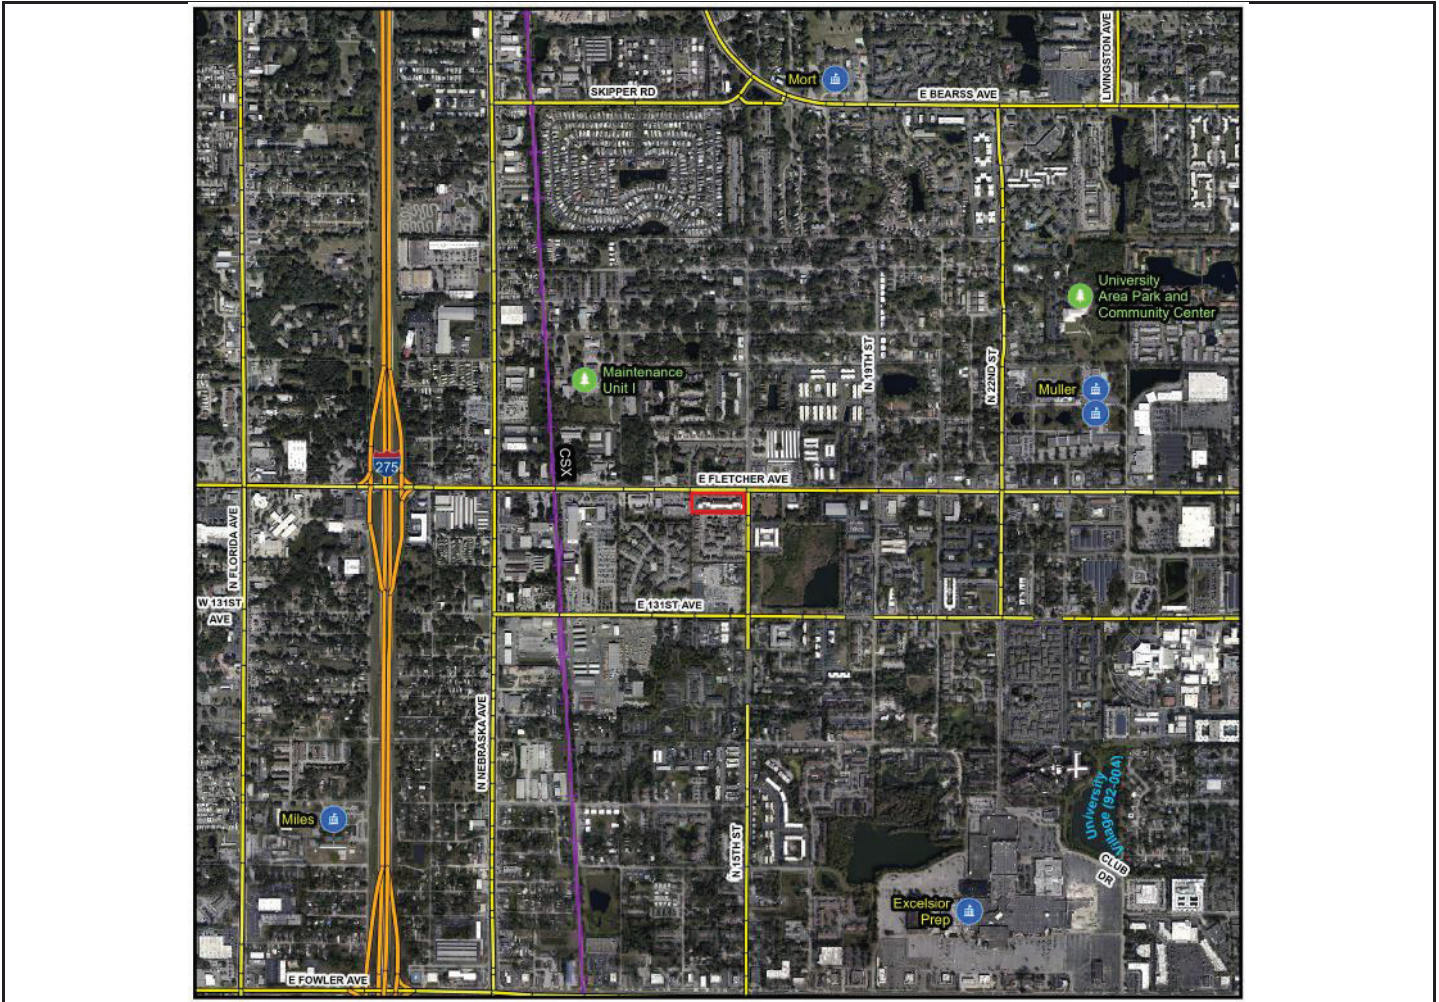 LIVINGSTON AVE
Mort
SKIPPER RD
E BEARSS AVE
University
Area Park and
Community Center
N 19TH ST
N 22ND ST
Maintenance
Unit I
Muller
CSX
275
E FLETCHER AVE
N FLORIDA AVE
W 131ST
AVE
E 131ST AVE
N NEBRASKA AVE
University
Village (92-004)
Miles
N 15TH ST
CLUB
DR
Excelsior
Prep
E FOWLER AVE